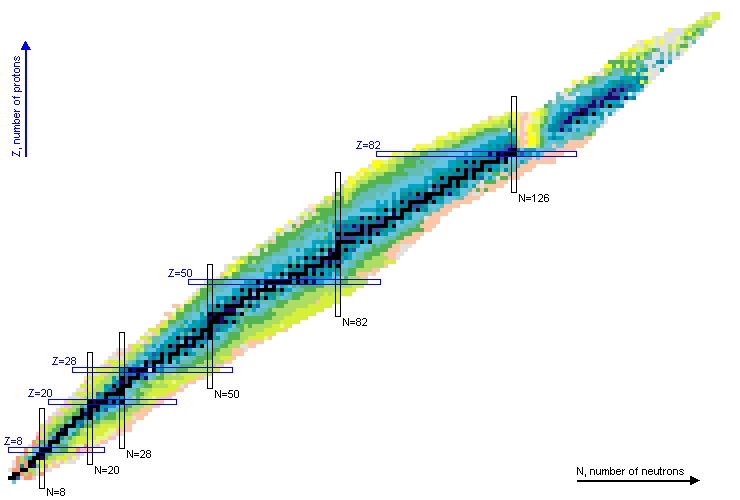 Z, number of protons
Z=82
N=126
Z=50
N=82
Z=28
N=50
Z=20
N=28
Z=8
N=20
N=8
N, number of neutrons